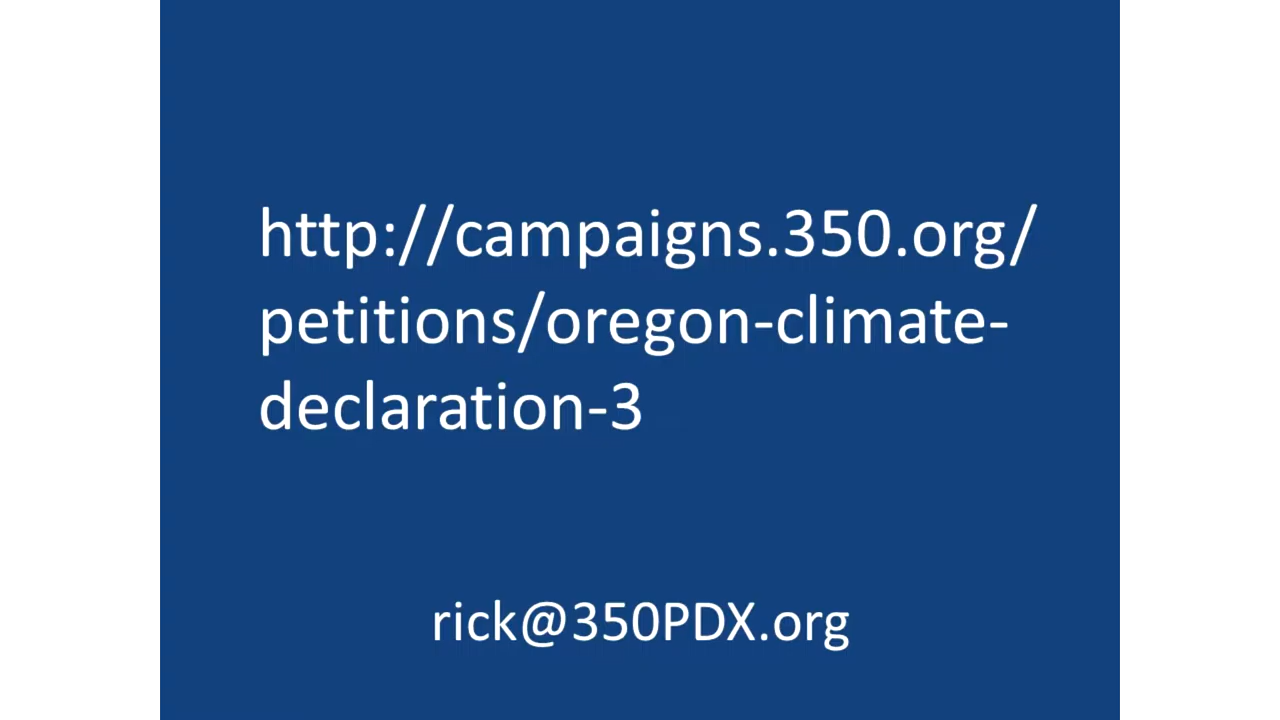 http://campaigns.350.org/
petitions/oregon-climate-
declaration-3
rick@350PDX.org